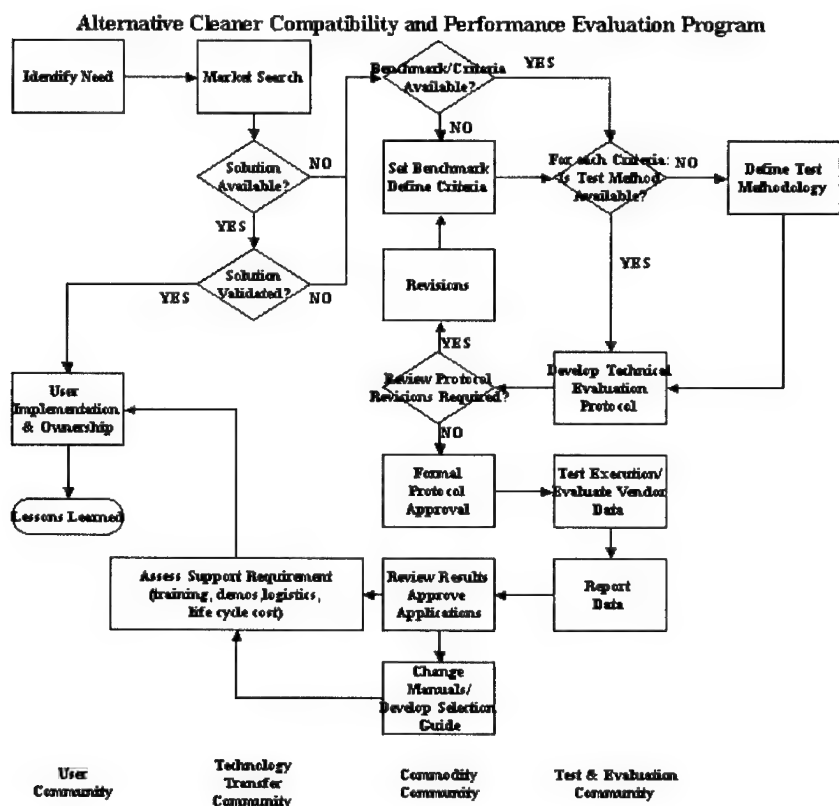 Alternative Cleaner Compatibility and Performance Evaluation Program
Identify Need
Market Search
Benchmark/Criteria
Available?
YES
NO
Solution
Available?
NO
YES
Set Benchmark
Define Criteria
For each Criteria:
Is Test Method
Available?
NO
Define Test
Methodology
YES
Solution
Validated?
YES
NO
Revisions
YES
Review Protocol
Revisions Required?
NO
Develop Technical
Evaluation
Protocol
User
Implementation
& Ownership
Lessons Learned
Formal
Protocol
Approval
Test Execution/
Evaluate Vendor
Data
Assess Support Requirement
(training, demos,logistics,
life cycle cost)
Review Results
Approve
Applications
Report
Data
Change
Manuals/
Develop Selection
Guide
User
Community
Technology
Transfer
Community
Commodity
Community
Test & Evaluation
Community